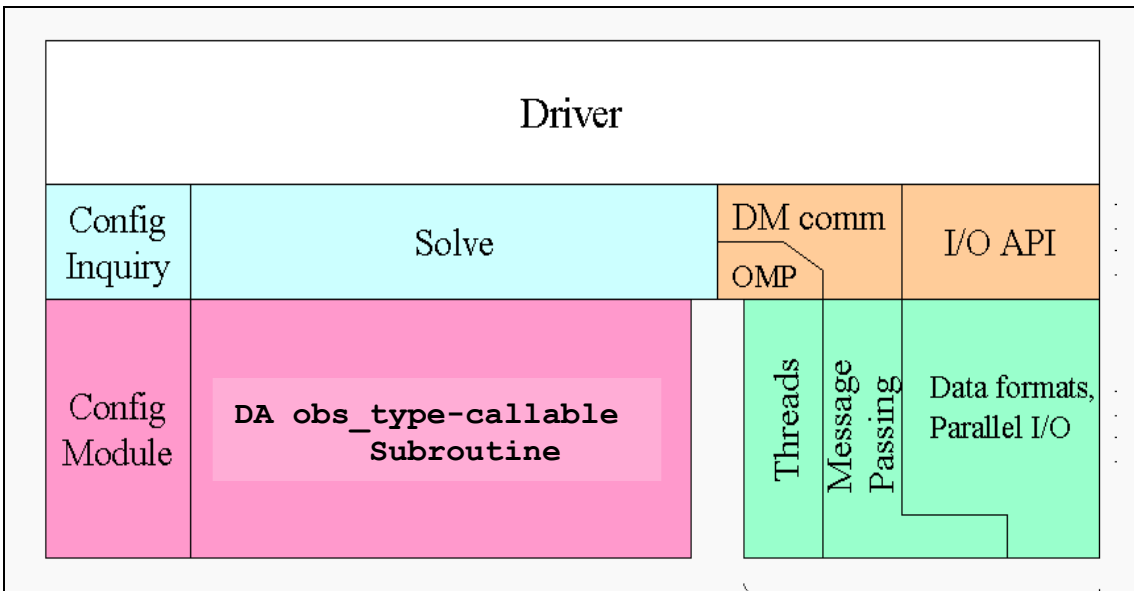 Driver
Config
Inquiry
Solve
DM comm
OMP
I/O API
Config
Module
DA obs_type-callable
Subroutine
Threads
Message
Passing
Data formats,
Parallel I/O